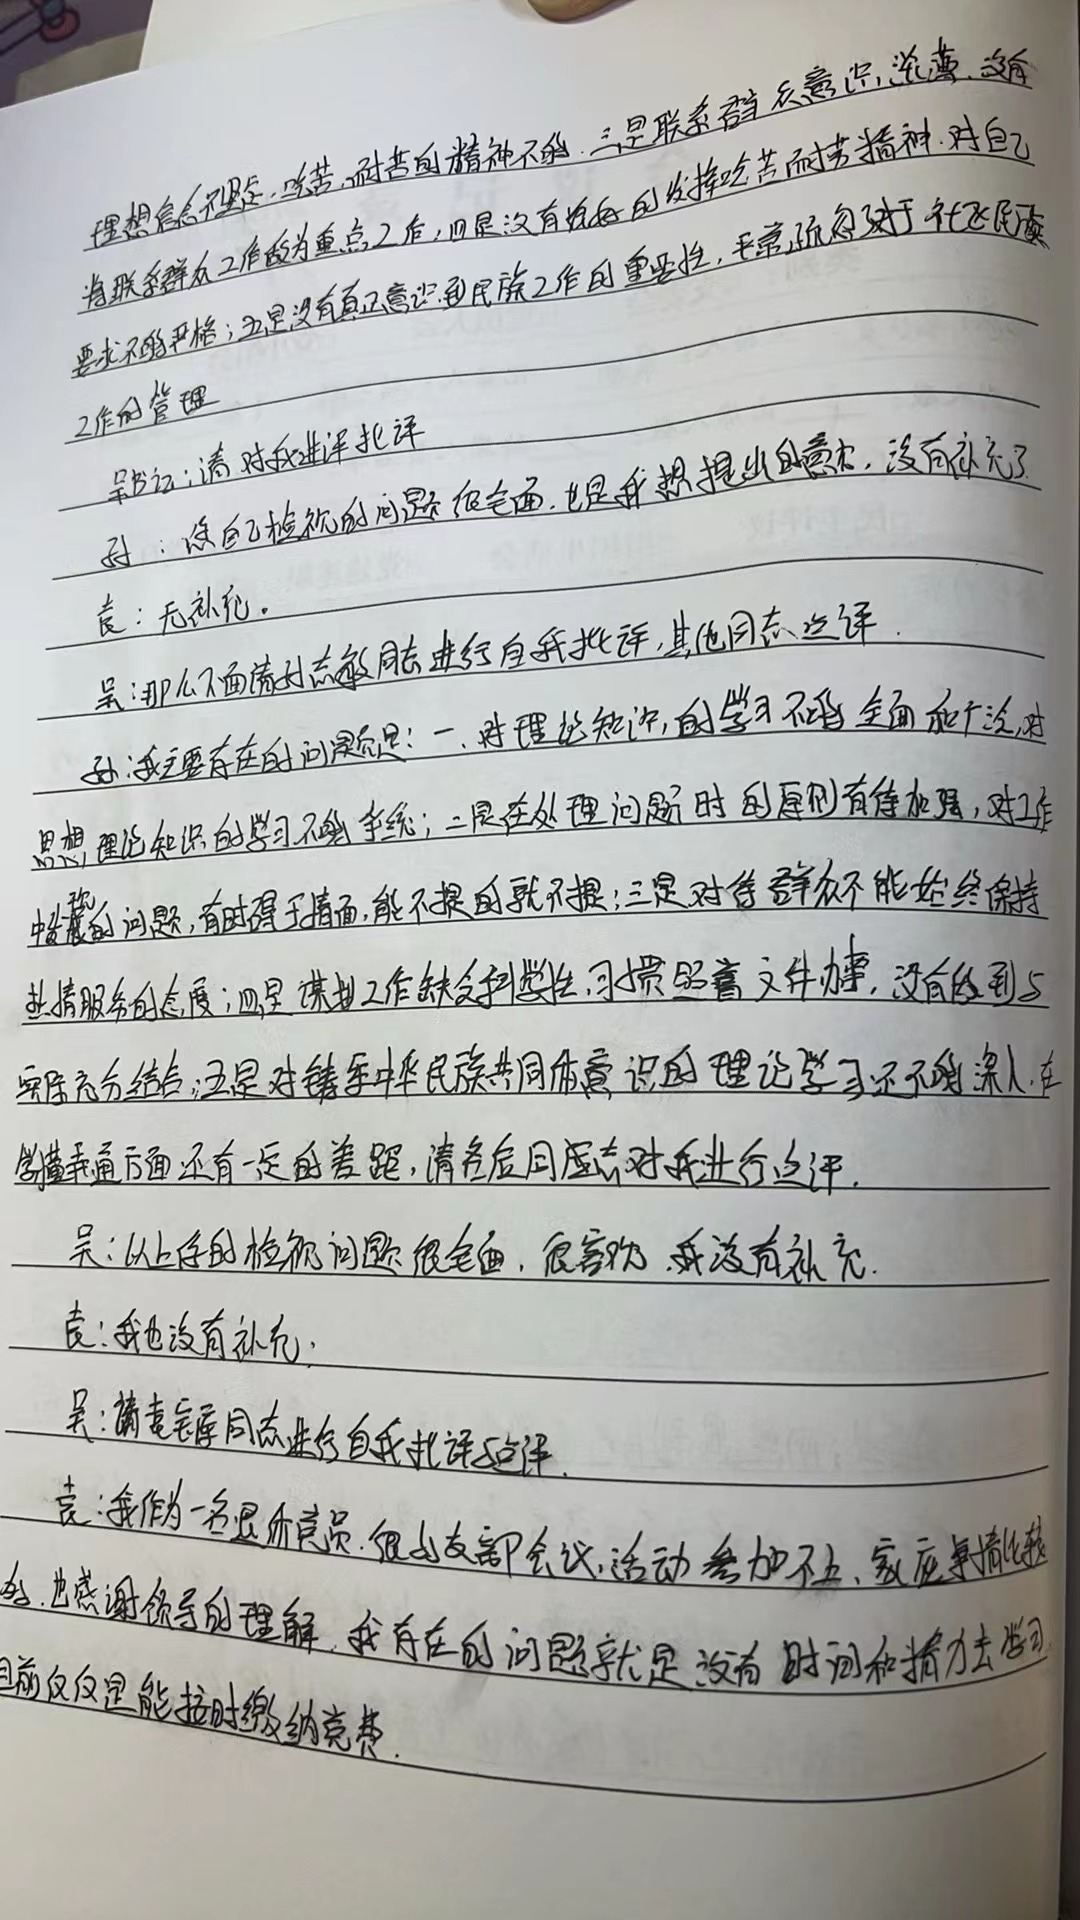 理想信念不坚定、吃苦、耐苦的精神不够、三是联系群众意识淡薄、没有
将联系群众工作做为重点工作；四是没有很好的发挥吃苦而耐苦精神、对自己
要求不够严格；五是没有真正意识到民族工作的重要性，平常疏忽了对于社区民族
工作的管理
吴书记：请对我进评批评
孙：您自己检视的问题很全面、也是我想提出的意见，没有补充了
袁：无补充。
吴：那么下面请孙志敏同志进行自我批评，其他同志点评．
孙：我主要存在的问题是：一、对理论知识，的学习不够全面和广泛，对
思想，理论知识的学习不够系统；二是在处理问题时的原则有待加强，对工作
中发现的问题，有时碍于情面，能不提的就不提；三是对待群众不能始终保持
热情服务的态度；四是谋划工作缺乏科学性，习惯照着文件办事，没有做到与
实际充分结合；五是对铸牢中华民族共同体意识的理论学习还不够深入、在
学懂弄通方面还有一定的差距，请各位同志对我进行点评．
吴：以上的检视问题很全面，很客观，我没有补充．
袁：我也没有补充；
吴：请袁同志进行自我批评与点评．
袁：我作为一名退休党员、很多支部会议，活动参加不上、家庭事情比较
多、也感谢领导的理解、我存在的问题就是没有时间和精力去学习
目前仅仅是能按时缴纳党费．